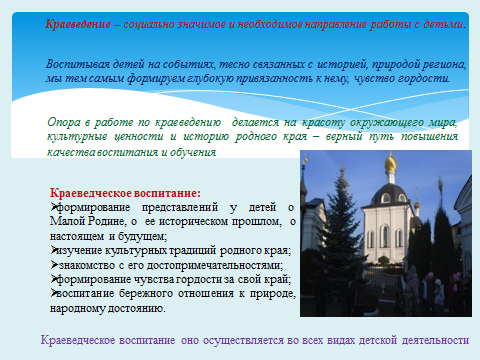 Краеведение – социально значимое и необходимое направление работы с детьми.
Воспитывая детей на событиях, тесно связанных с историей, природой региона,
мы тем самым формируем глубокую привязанность к нему, чувство гордости.
Опора в работе по краеведению делается на красоту окружающего мира,
культурные ценности и историю родного края – верный путь повышения
качества воспитания и обучения
Краеведческое воспитание:
➢формирование представлений у детей о
Малой Родине, о ее историческом прошлом, о
настоящем и будущем;
➢изучение культурных традиций родного края;
➢знакомство с его достопримечательностями;
➢формирование чувства гордости за свой край;
➢воспитание бережного отношения к природе,
народному достоянию.
Краеведческое воспитание оно осуществляется во всех видах детской деятельности